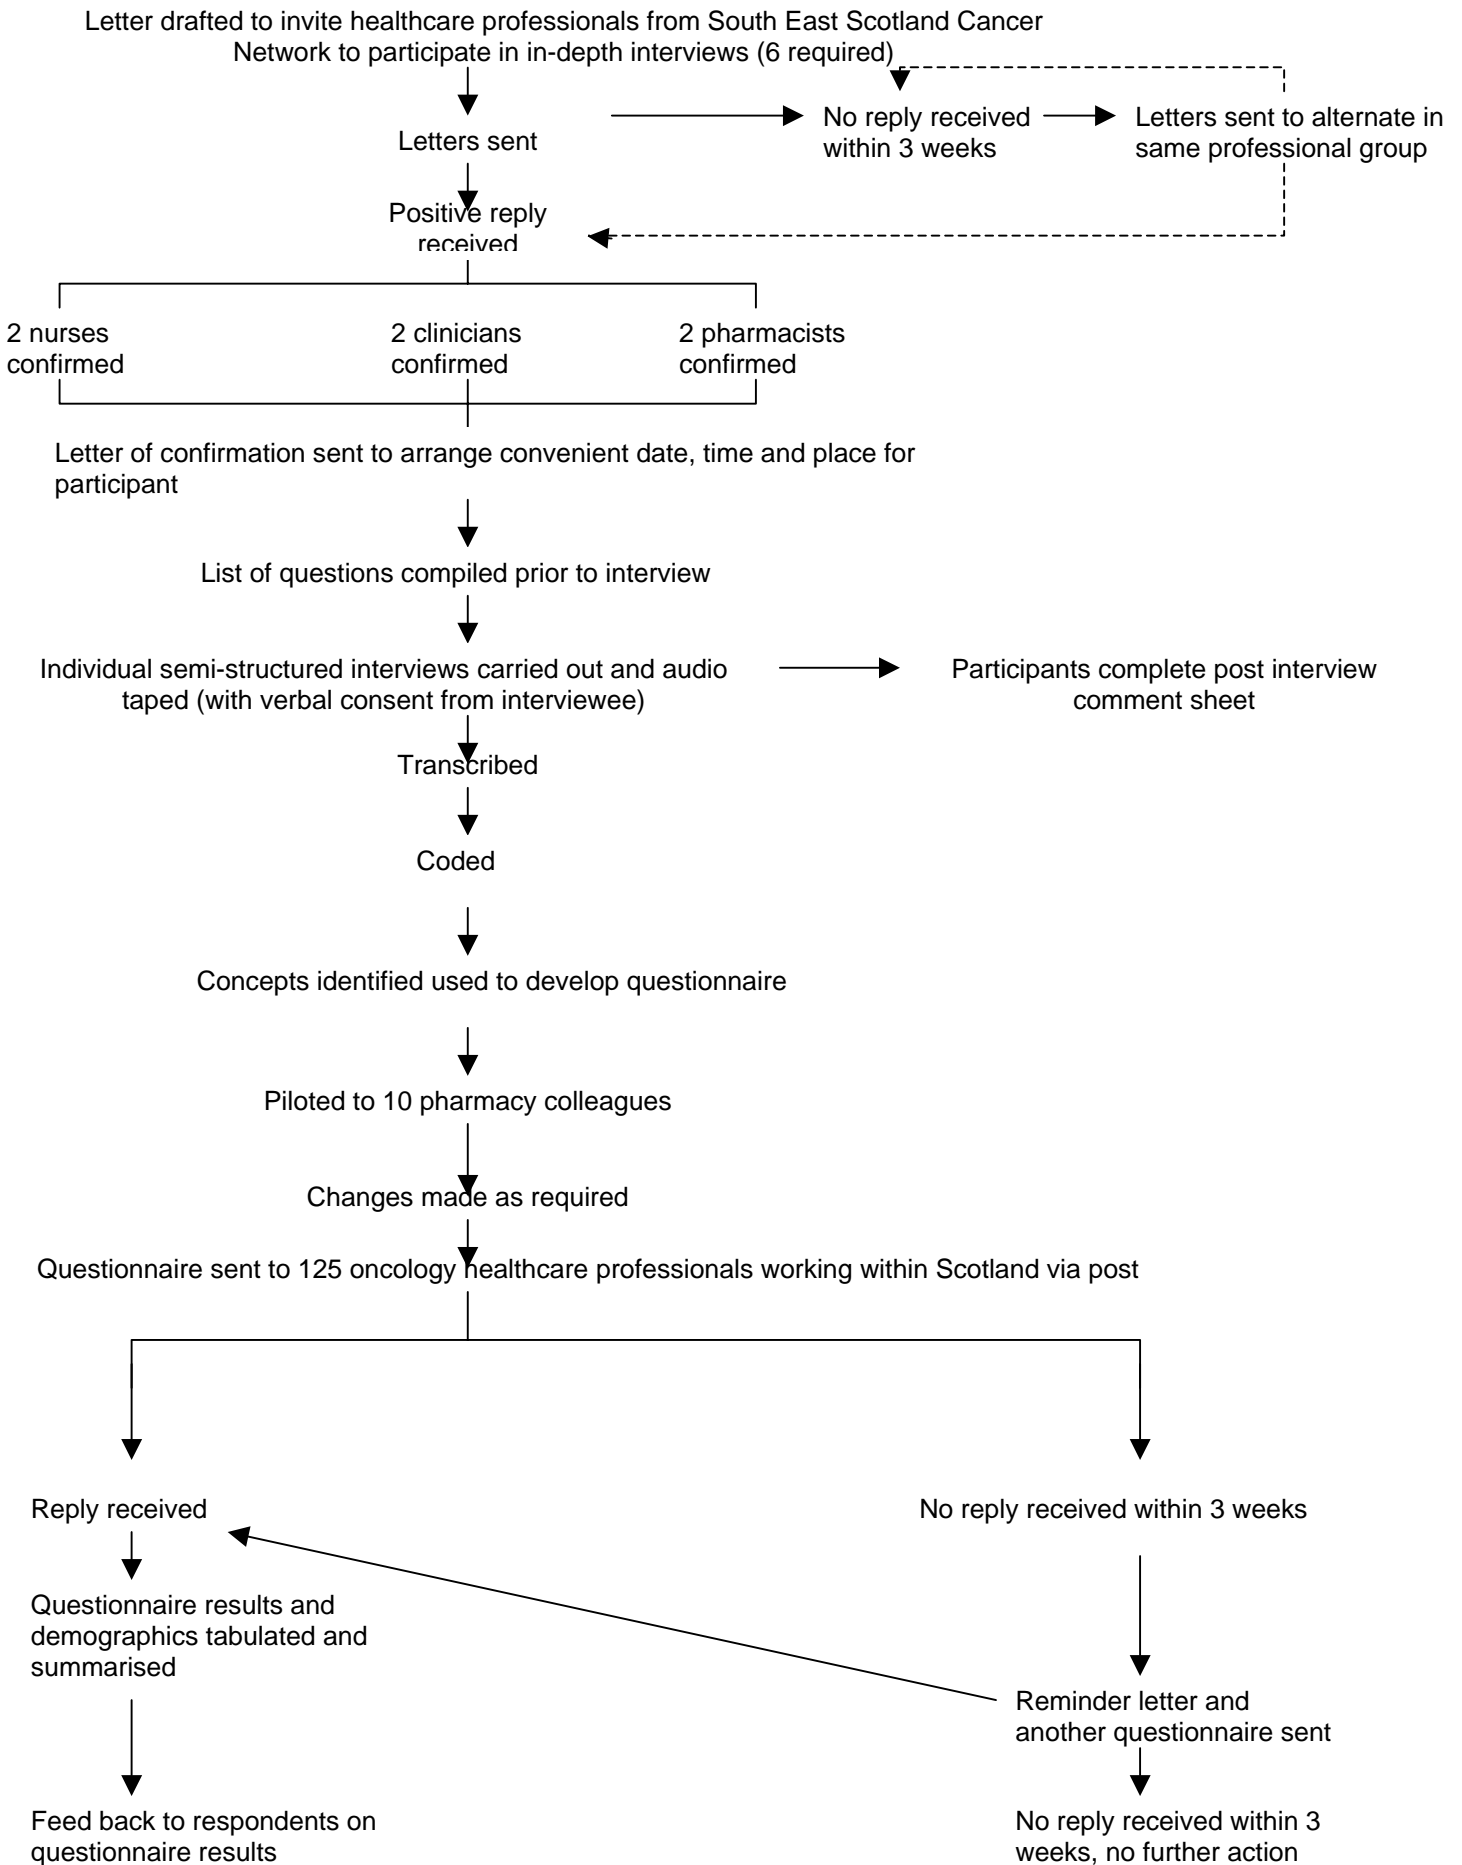 Letter drafted to invite healthcare professionals from South East Scotland Cancer
Network to participate in in-depth interviews (6 required)
Letters sent
No reply received
within 3 weeks
Letters sent to alternate in
same professional group
Positive reply
received
2 nurses
confirmed
2 clinicians
confirmed
2 pharmacists
confirmed
Letter of confirmation sent to arrange convenient date, time and place for
participant
List of questions compiled prior to interview
Individual semi-structured interviews carried out and audio
taped (with verbal consent from interviewee)
Participants complete post interview
comment sheet
Transcribed
Coded
Concepts identified used to develop questionnaire
Piloted to 10 pharmacy colleagues
Changes made as required
Questionnaire sent to 125 oncology healthcare professionals working within Scotland via post
Reply received
No reply received within 3 weeks
Questionnaire results and
demographics tabulated and
summarised
Reminder letter and
another questionnaire sent
Feed back to respondents on
questionnaire results
No reply received within 3
weeks, no further action